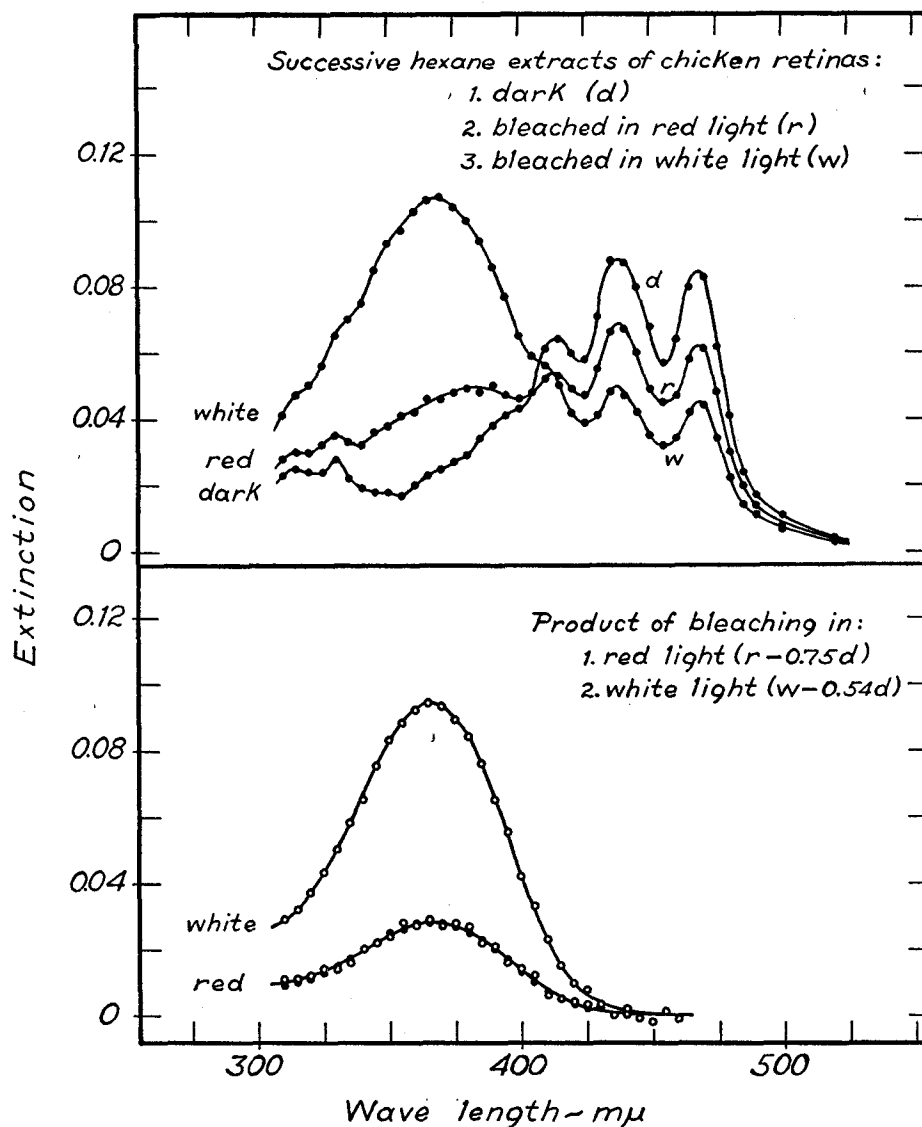 Successive hexane extracts of chicken retinas:
1. dark (d)
2. bleached in red light (r)
3. bleached in white light (w)
0.12
0.08
0.04
0
white
red
dark
d
r
w
Extinction
Product of bleaching in:
1. red light (r-0.75d)
2. white light (w-0.54d)
0.12
0.08
0.04
0
white
red
300
400
500
Wave length ~ mμ